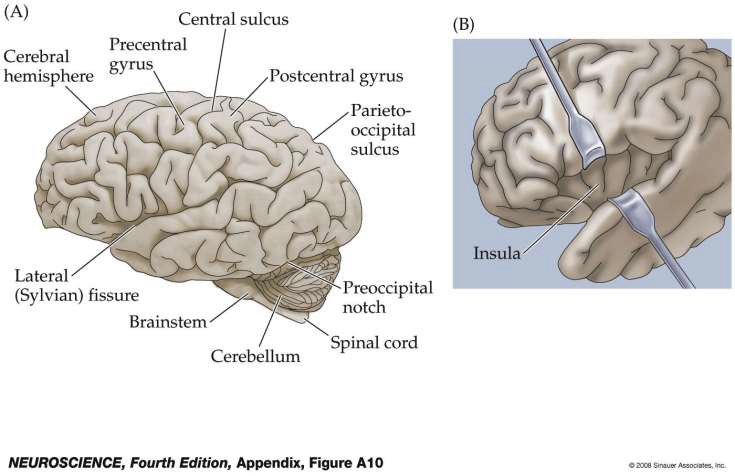 (A)
Central sulcus
Precentral
gyrus
Cerebral
hemisphere
Postcentral gyrus
Parieto-
occipital
sulcus
Lateral
(Sylvian) fissure
Brainstem
Cerebellum
Spinal cord
Preoccipital
notch
(B)
Insula
NEUROSCIENCE, Fourth Edition, Appendix, Figure A10
© 2008 Sinauer Associates, Inc.